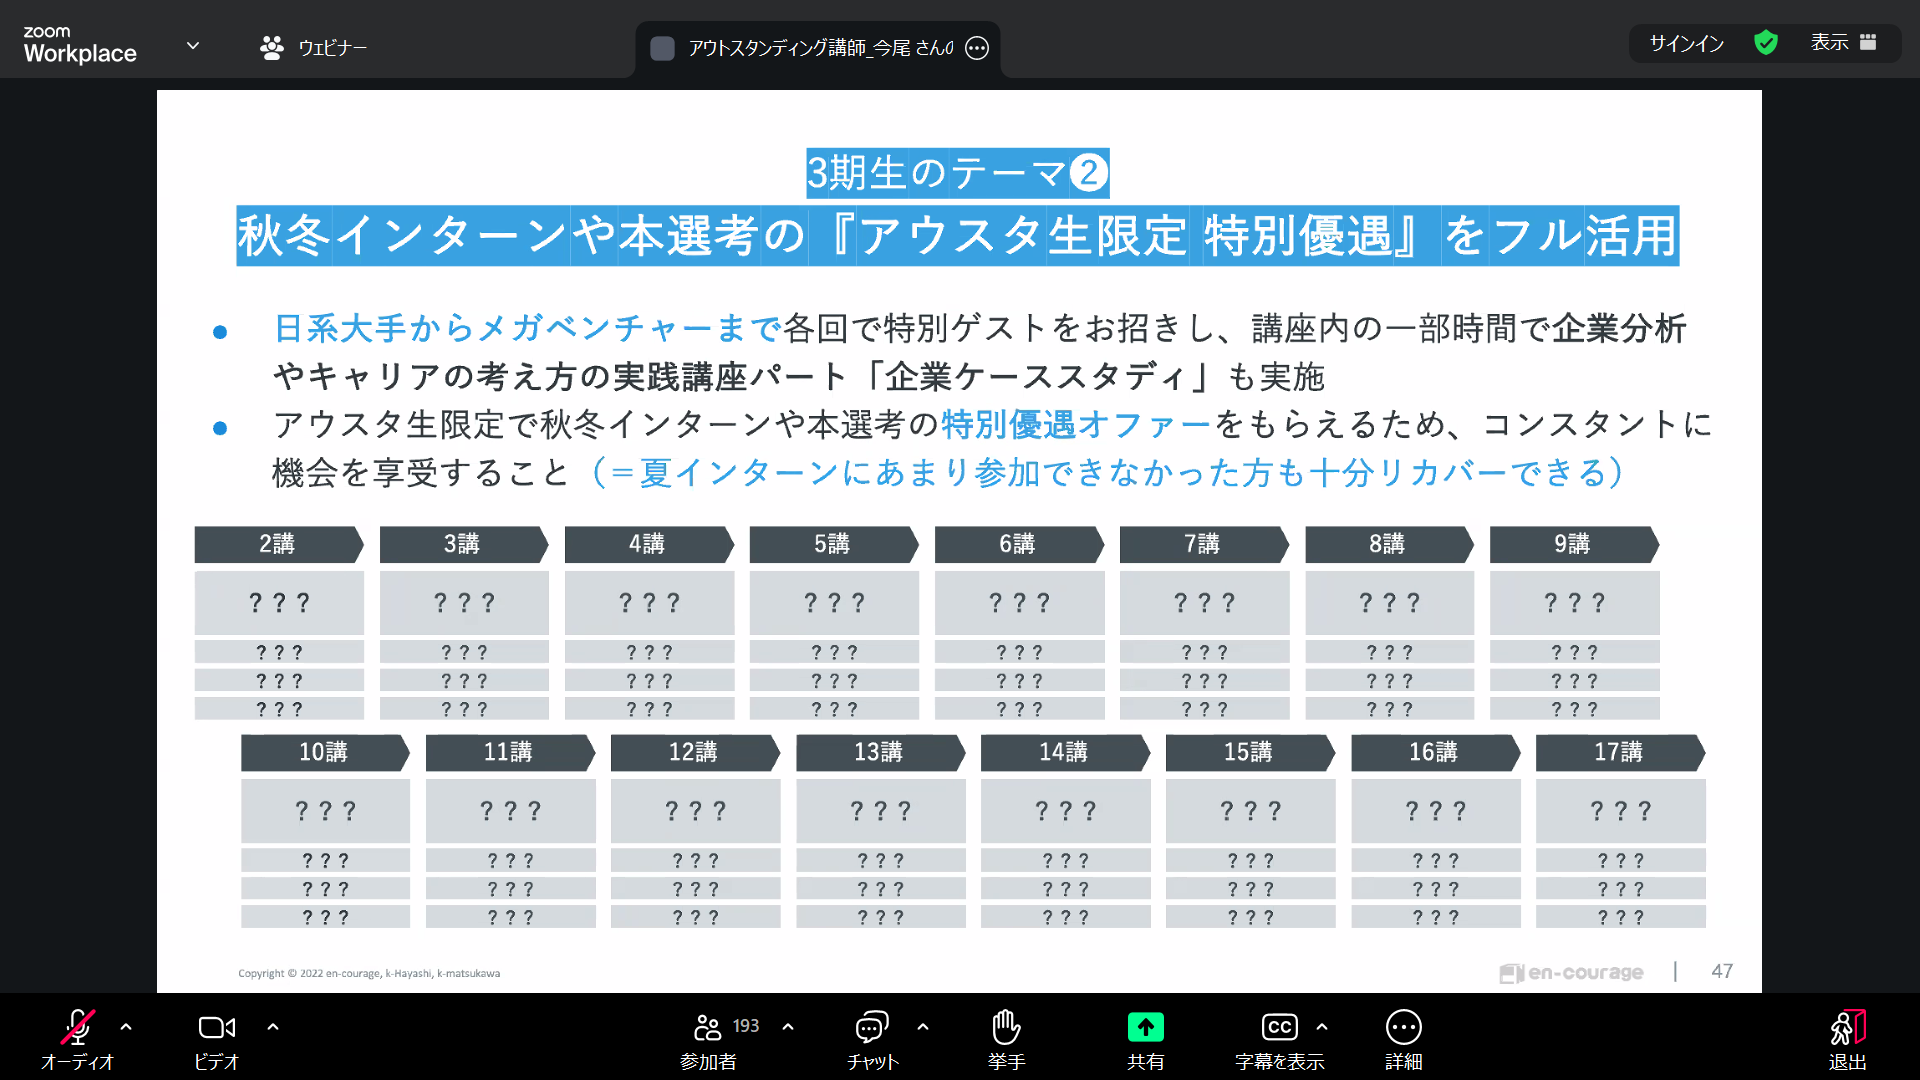 zoom
Workplace
ウェビナー
アウトスタンディング講師_今尾 さんの
サインイン
表示
3期生のテーマ❷
秋冬インターンや本選考の『アウスタ生限定 特別優遇』をフル活用
● 日系大手からメガベンチャーまで各回で特別ゲストをお招きし、講座内の一部時間で企業分析
やキャリアの考え方の実践講座パート「企業ケーススタディ」も実施
● アウスタ生限定で秋冬インターンや本選考の特別優遇オファーをもらえるため、コンスタントに
機会を享受すること（＝夏インターンにあまり参加できなかった方も十分リカバーできる）
2講 3講 4講 5講 6講 7講 8講 9講
??? ??? ??? ??? ??? ??? ??? ???
??? ??? ??? ??? ??? ??? ??? ???
??? ??? ??? ??? ??? ??? ??? ???
??? ??? ??? ??? ??? ??? ??? ???
10講 11講 12講 13講 14講 15講 16講 17講
??? ??? ??? ??? ??? ??? ??? ???
??? ??? ??? ??? ??? ??? ??? ???
??? ??? ??? ??? ??? ??? ??? ???
??? ??? ??? ??? ??? ??? ??? ???
Copyright © 2022 en-courage, k-Hayashi, k-matsukawa
en-courage | 47
オーディオ
ビデオ
193
参加者
チャット
挙手
共有
CC
字幕を表示
詳細
退出